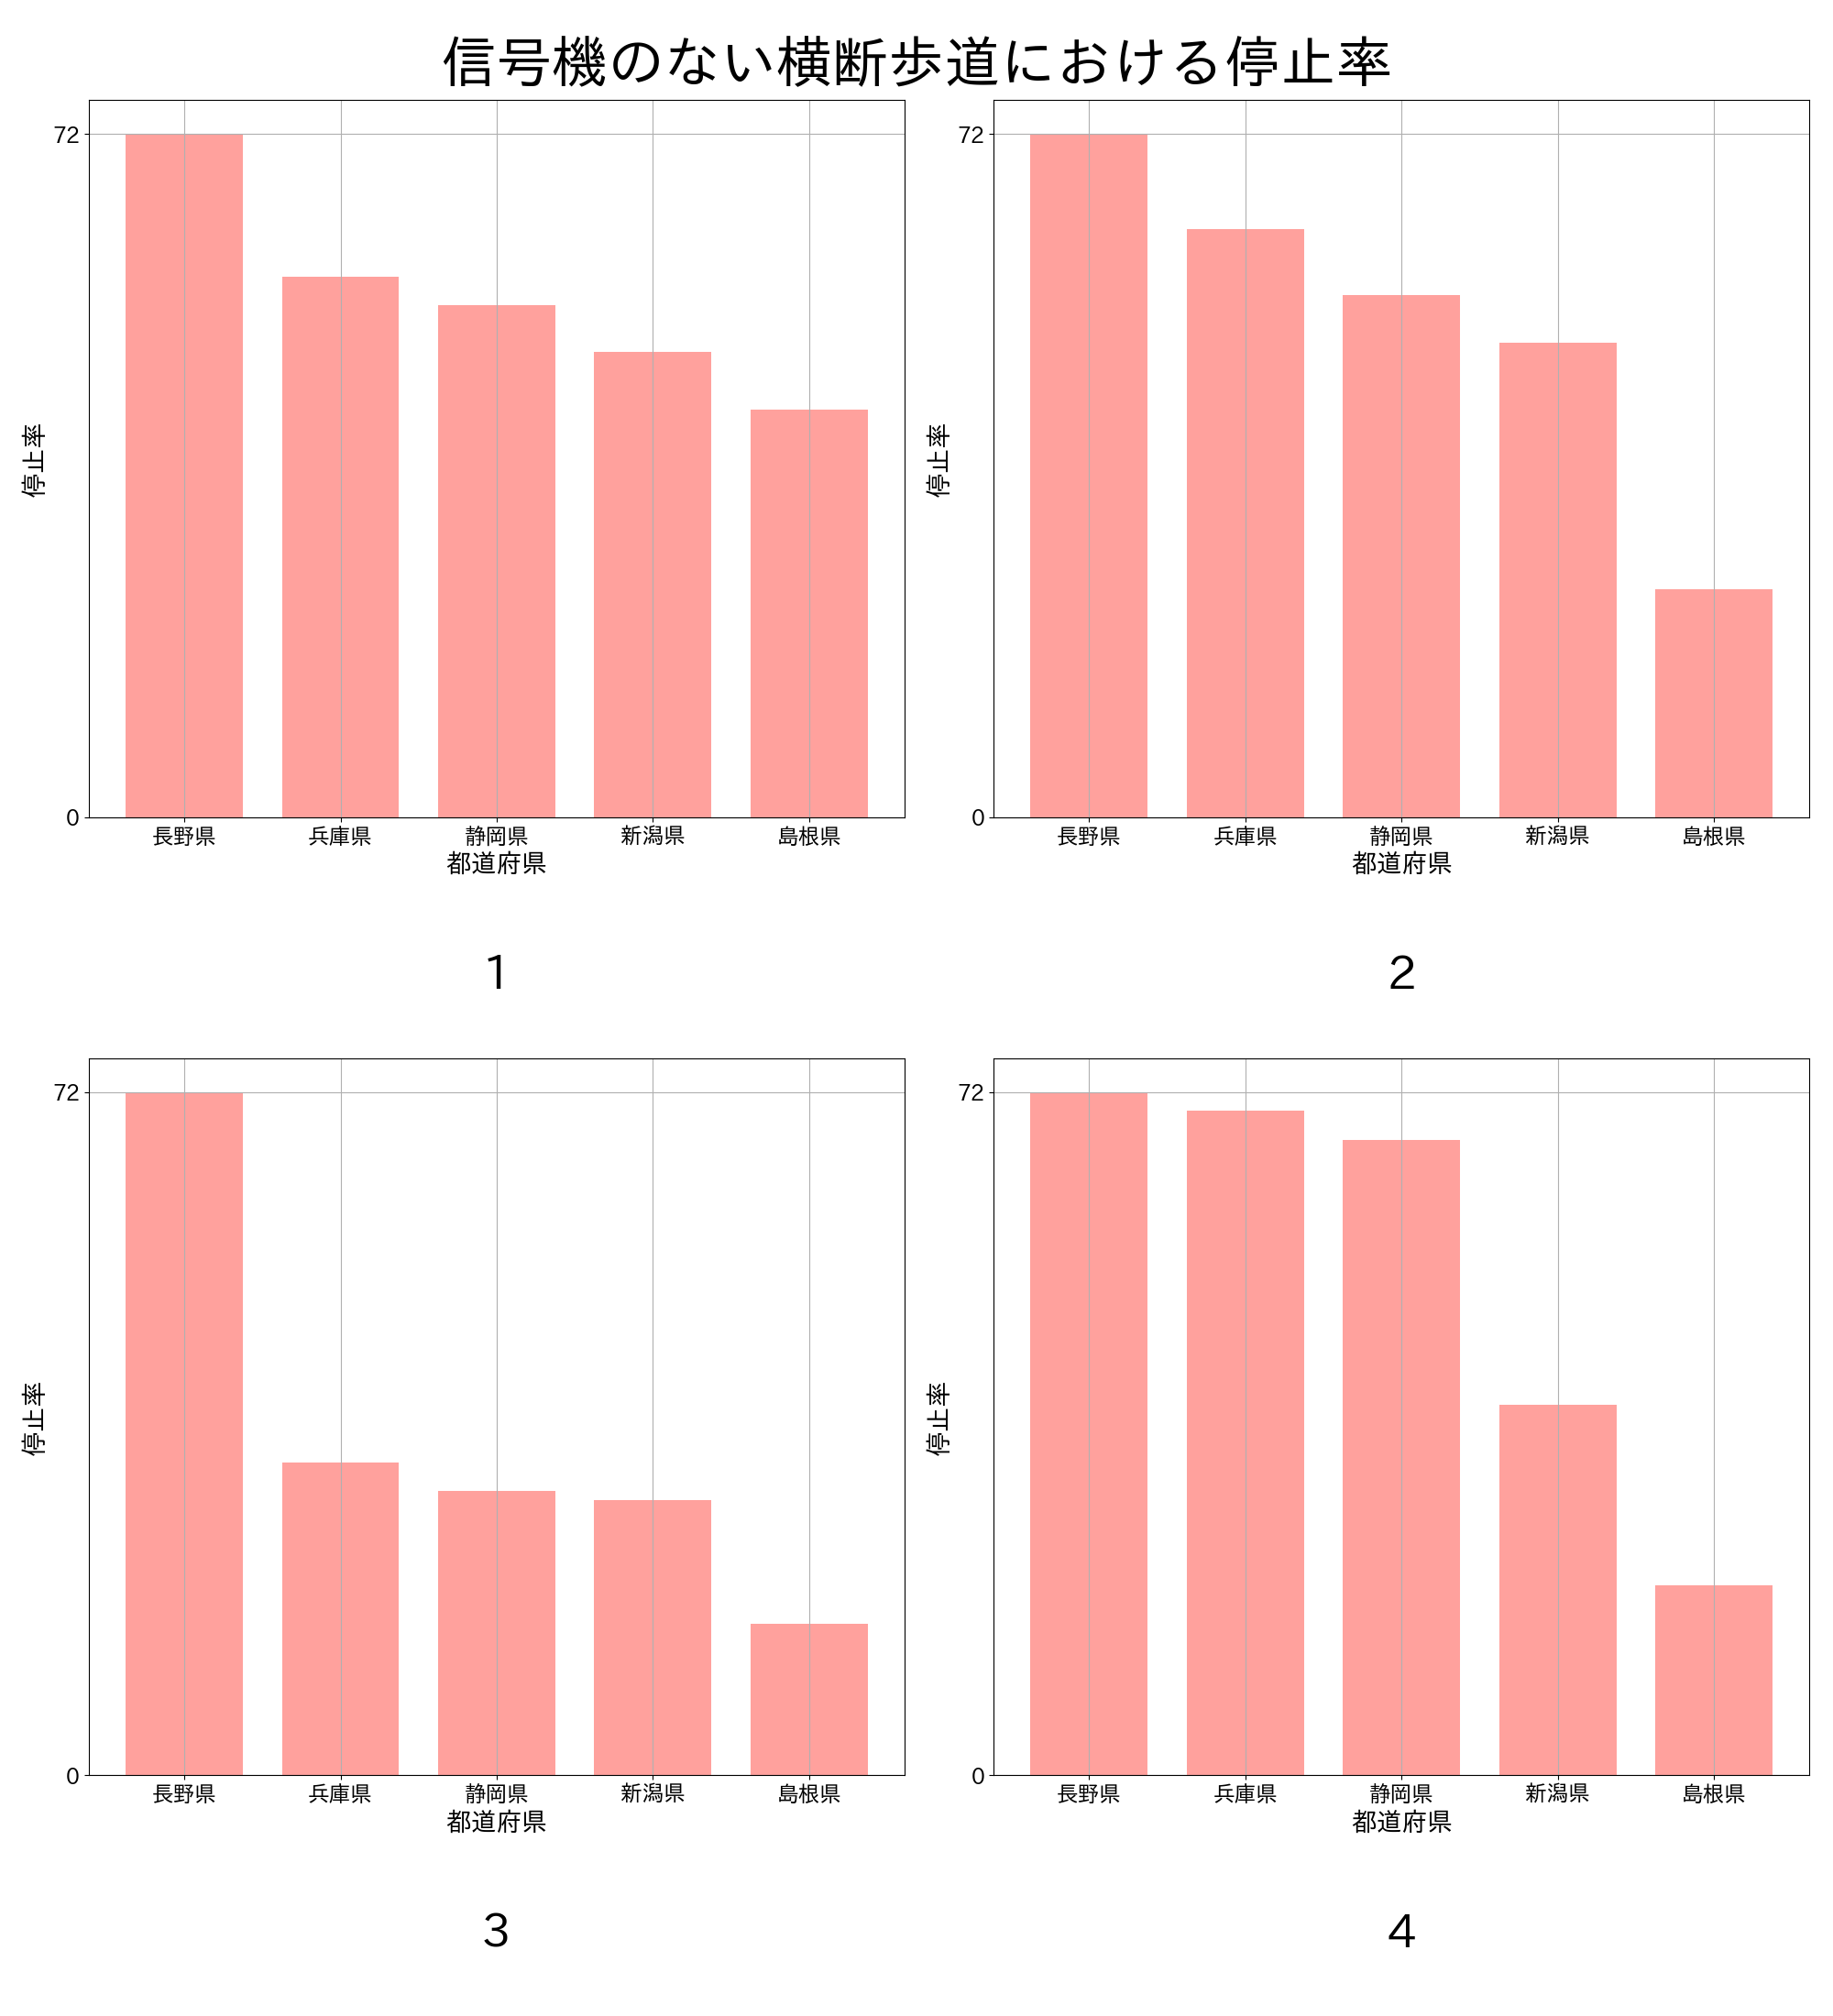 信号機のない横断歩道における停止率
72
0
停止率
長野県 兵庫県 静岡県 新潟県 島根県
都道府県
1
72
0
停止率
長野県 兵庫県 静岡県 新潟県 島根県
都道府県
2
72
0
停止率
長野県 兵庫県 静岡県 新潟県 島根県
都道府県
3
72
0
停止率
長野県 兵庫県 静岡県 新潟県 島根県
都道府県
4